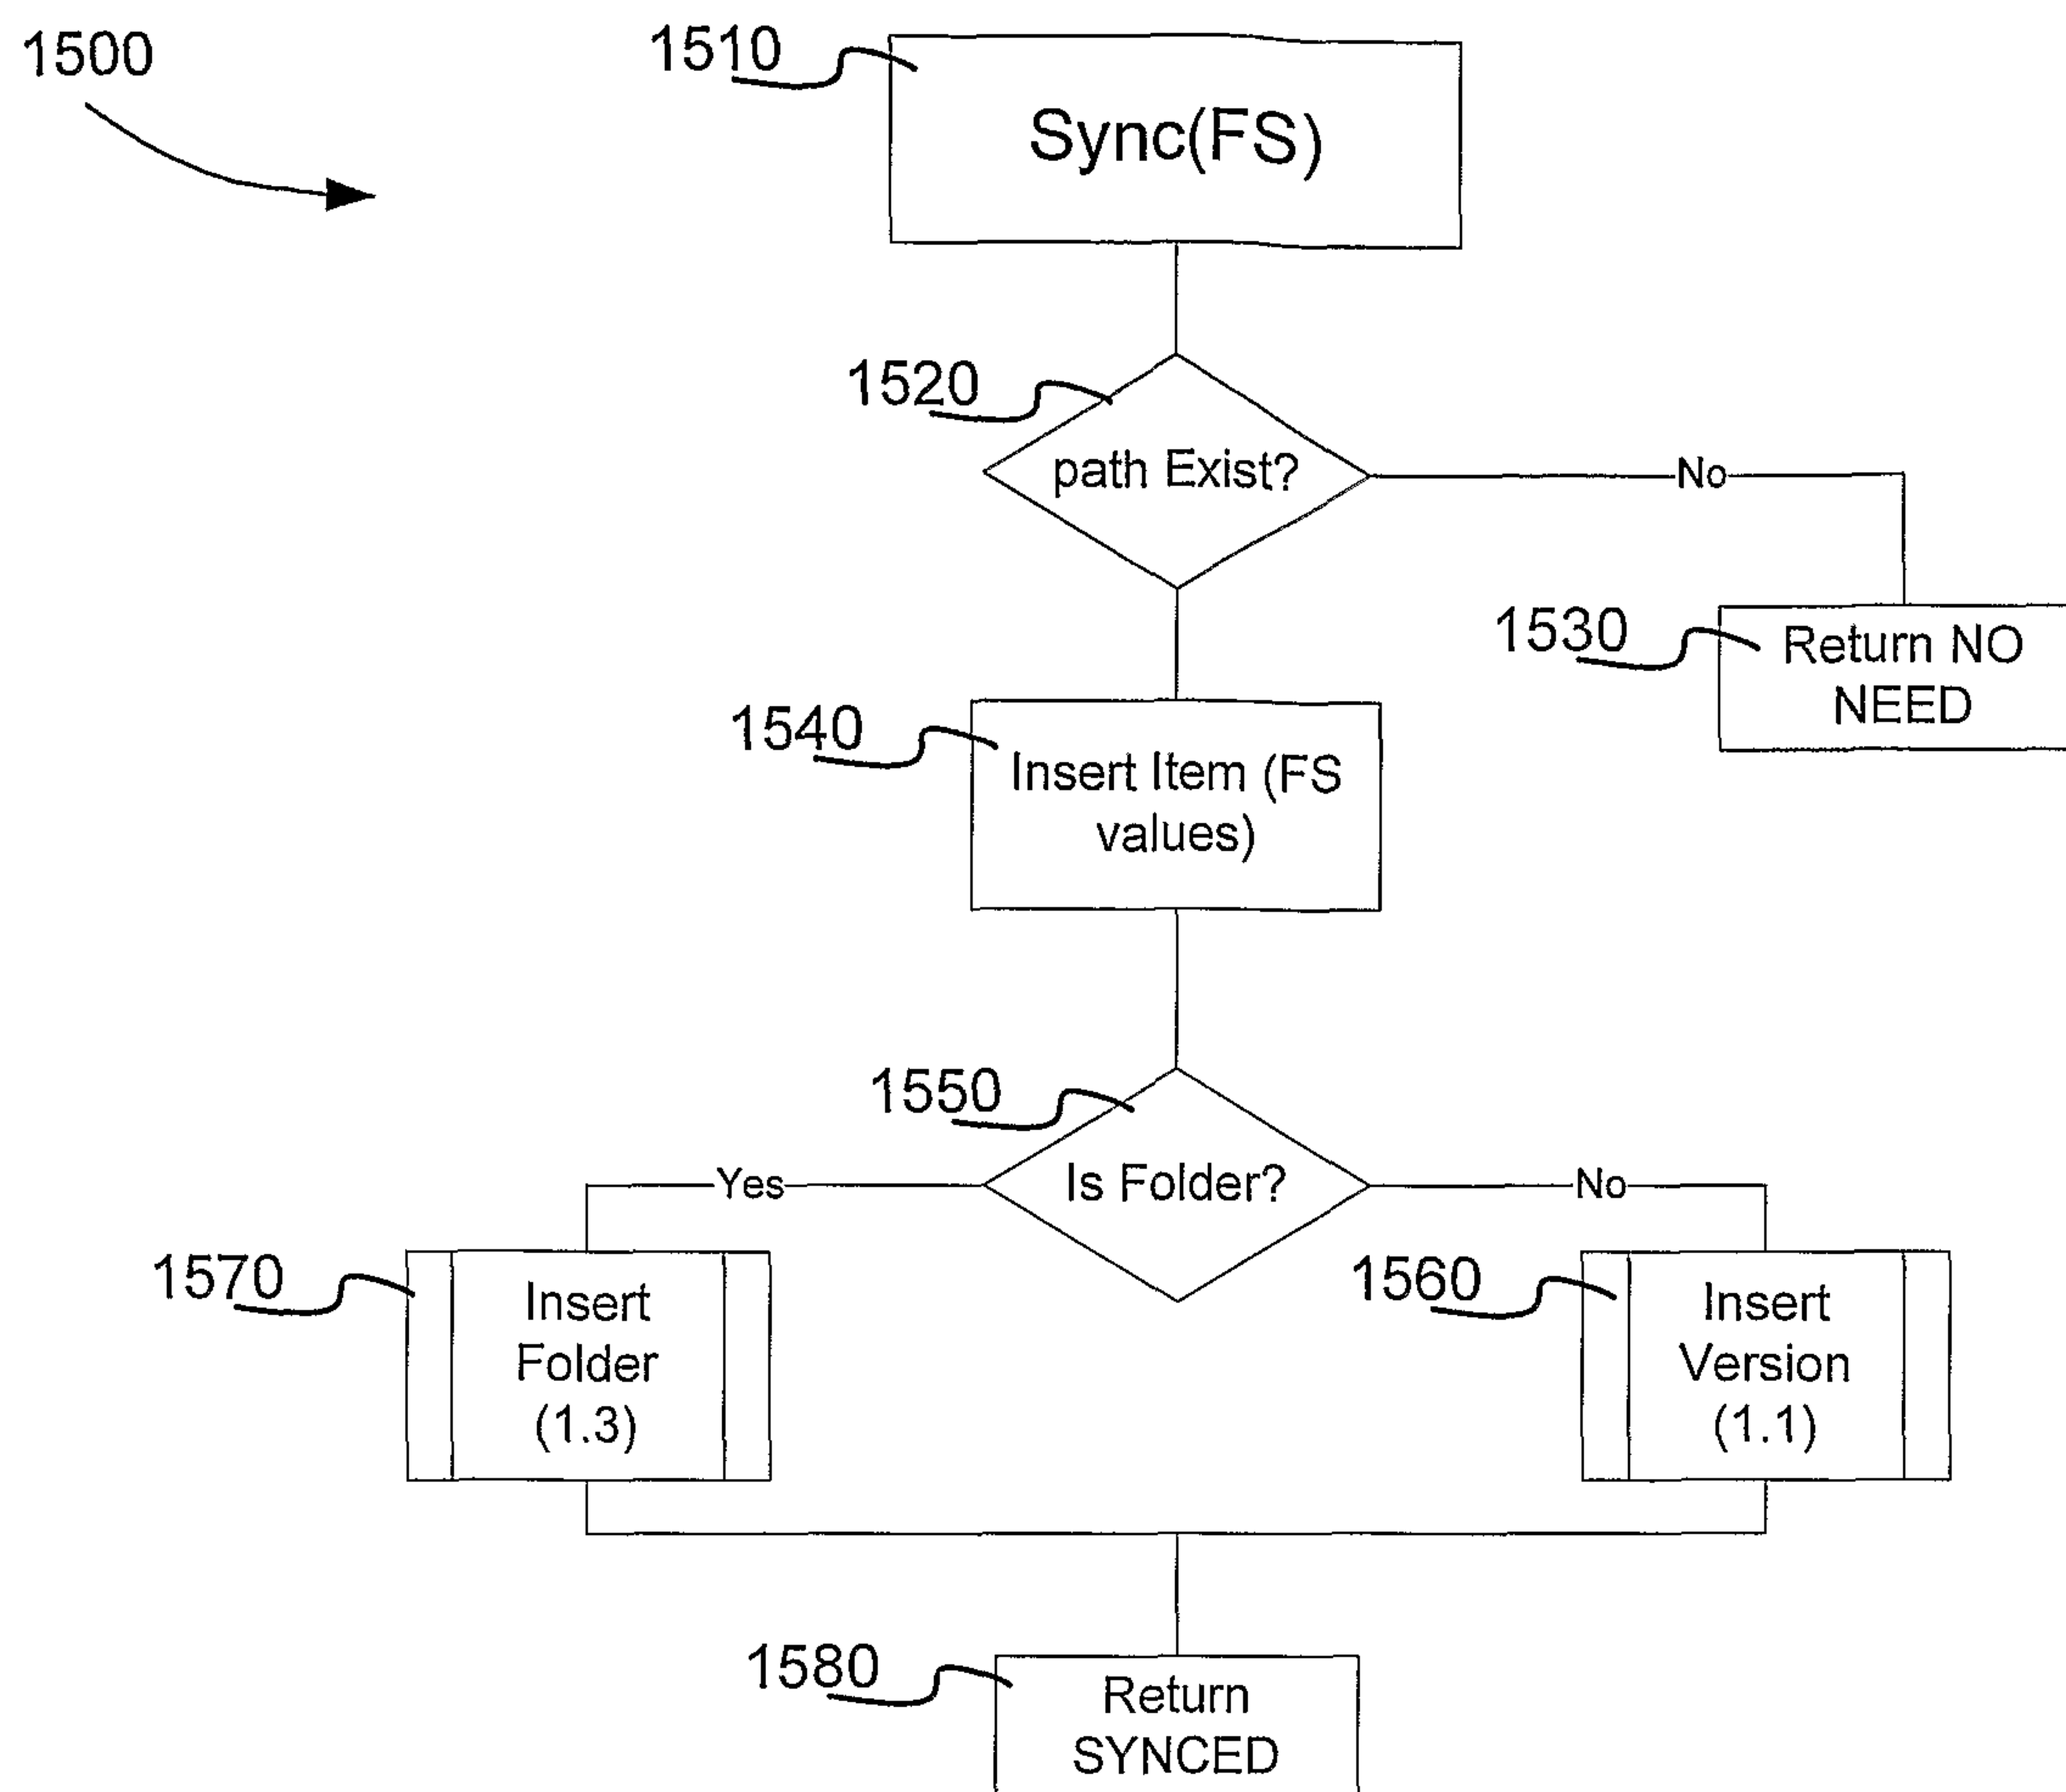 1500
1510
Sync(FS)
1520
path Exist?
No
1530
Return NO
NEED
1540
Insert Item (FS
values)
1550
Is Folder?
Yes
No
1570
Insert
Folder
(1.3)
1560
Insert
Version
(1.1)
1580
Return
SYNCED